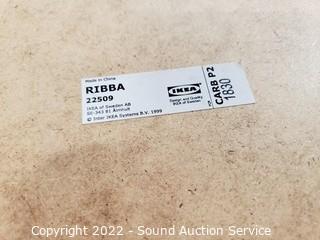 Made in China
RIBBA
22509
IKEA of Sweden AB
SE-343 81 Älmhult
© Inter IKEA Systems B.V. 1999
IKEA
Design and Quality
IKEA of Sweden
CARB P2
1830
Copyright 2022 - Sound Auction Service